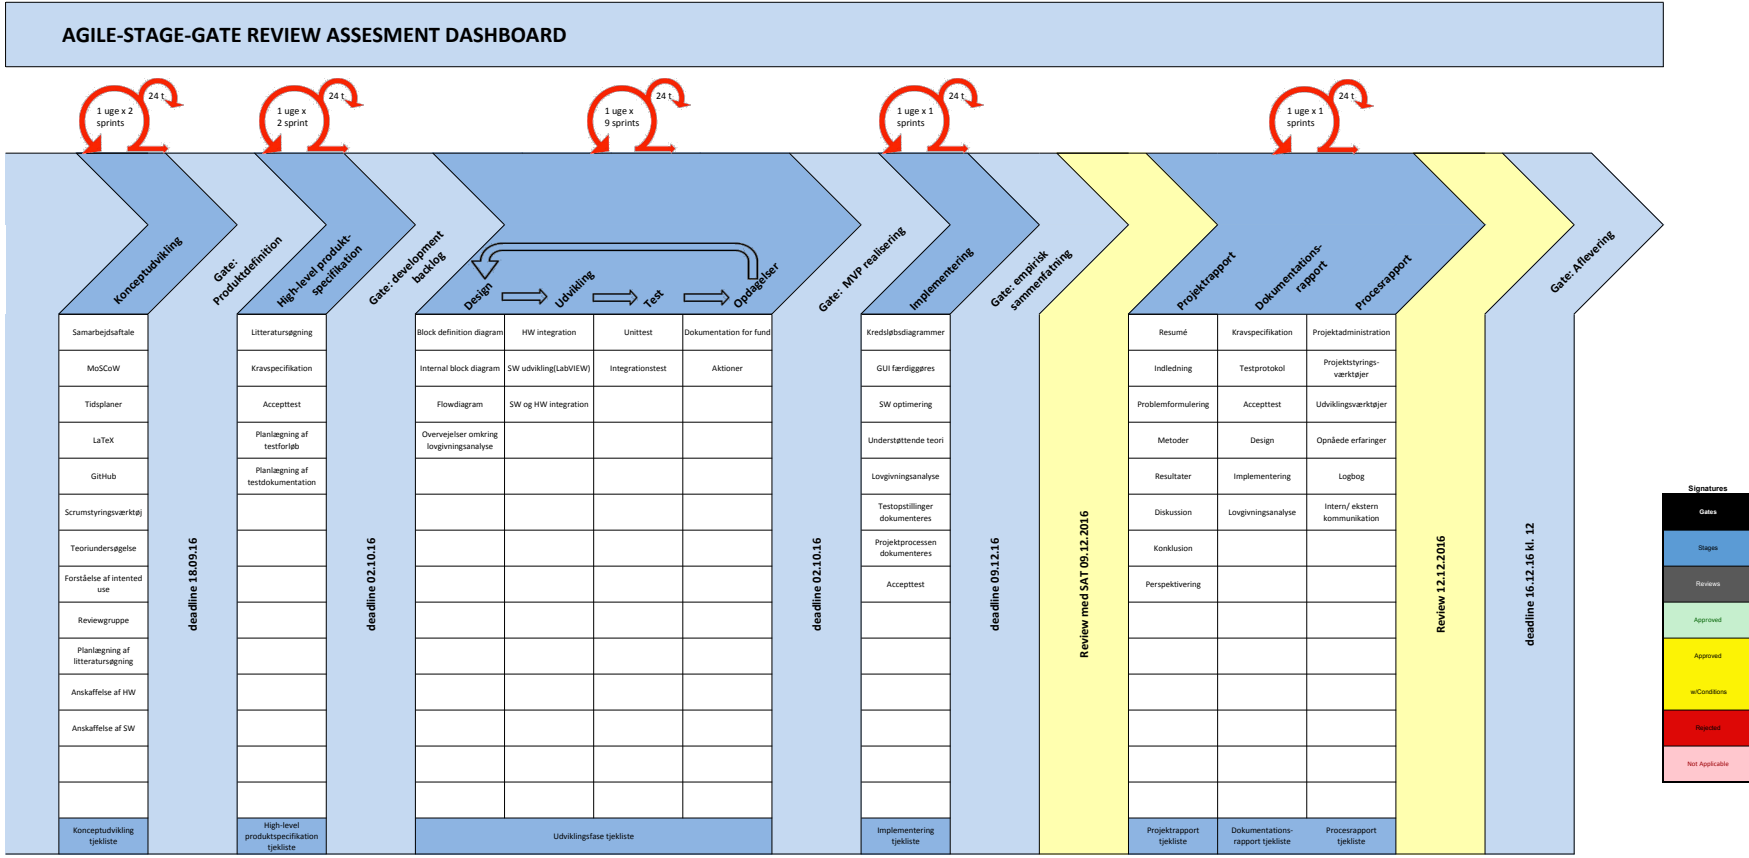 AGILE-STAGE-GATE REVIEW ASSESMENT DASHBOARD
1 uge x 2
sprints
24 t
1 uge x
2 sprint
24 t
1 uge x
9 sprints
24 t
1 uge x 1
sprints
24 t
1 uge x 1
sprints
24 t
Konceptudvikling
Gate:
Produktdefinition
High-level produkt-
specifikation
Gate: development
backlog
Design
Udvikling
Test
Opdagelser
Gate: MVP realisering
Implementering
Gate: empirisk
sammenfatning
Projektrapport
Dokumentations-
rapport
Procesrapport
Gate: Aflevering
Samarbejdsaftale
MoSCoW
Tidsplaner
LaTeX
GitHub
Scrumstyringsværktøj
Teoriundersøgelse
Forståelse af intented
use
Reviewgruppe
Planlægning af
litteratursøgning
Anskaffelse af HW
Anskaffelse af SW
Konceptudvikling
tjekliste
deadline 18.09.16
Litteratursøgning
Kravspecifikation
Accepttest
Planlægning af
testforløb
Planlægning af
testdokumentation
High-level
produktspecifikation
tjekliste
deadline 02.10.16
Block definition diagram
Internal block diagram
Flowdiagram
Overvejelser omkring
lovgivningsanalyse
HW integration
SW udvikling(LabVIEW)
SW og HW integration
Unittest
Integrationstest
Dokumentation for fund
Aktioner
Udviklingsfase tjekliste
deadline 02.10.16
Kredsløbsdiagrammer
GUI færdiggøres
SW optimering
Understøttende teori
Lovgivningsanalyse
Testopstillinger
dokumenteres
Projektprocessen
dokumenteres
Accepttest
Implementering
tjekliste
deadline 09.12.16
Review med SAT 09.12.2016
Resumé
Indledning
Problemformulering
Metoder
Resultater
Diskussion
Konklusion
Perspektivering
Projektrapport
tjekliste
Kravspecifikation
Testprotokol
Accepttest
Design
Implementering
Lovgivningsanalyse
Dokumentations-
rapport tjekliste
Projektadministration
Projektstyrings-
værktøjer
Udviklingsværktøjer
Opnåede erfaringer
Logbog
Intern/ ekstern
kommunikation
Procesrapport
tjekliste
Review 12.12.2016
deadline 16.12.16 kl. 12
Signatures
Gates
Stages
Reviews
Approved
Approved
w/Conditions
Rejected
Not Applicable